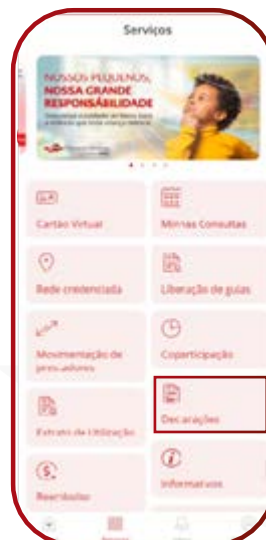 Serviços
NOSSOS PEQUENOS,
NOSSA GRANDE
RESPONSABILIDADE
Cartão Virtual
Minhas Consultas
Rede credenciada
Liberação de guias
Movimentação de
prestadores
Coparticipação
Extrato de Utilização
Declarações
Reembolso
Informativos